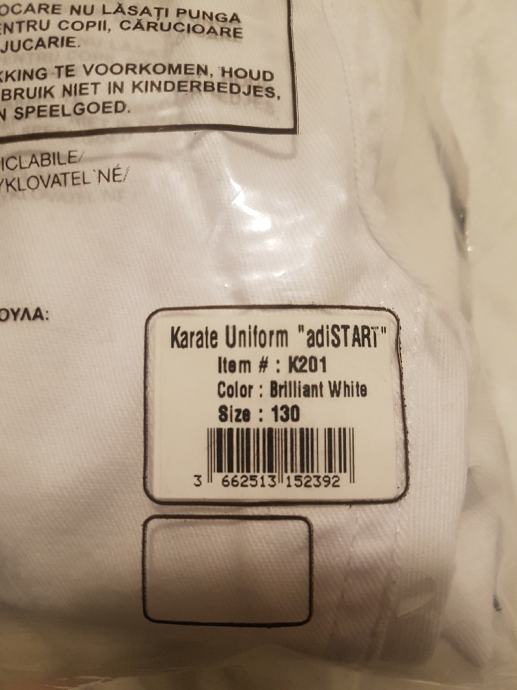 OCARE NU LĂSAȚI PUNGA
ENTRU COPII, CĂRUCIOARE
JUCARIE.
KKING TE VOORKOMEN, HOUD
BRUIK NIET IN KINDERBEDJES,
N SPEELGOED.
ICLABILE/
YKLOVATEL´NÉ/
ΟΥΛΑ:
Karate Uniform "adiSTART"
Item # : K201
Color : Brilliant White
Size : 130
3 662513 152392